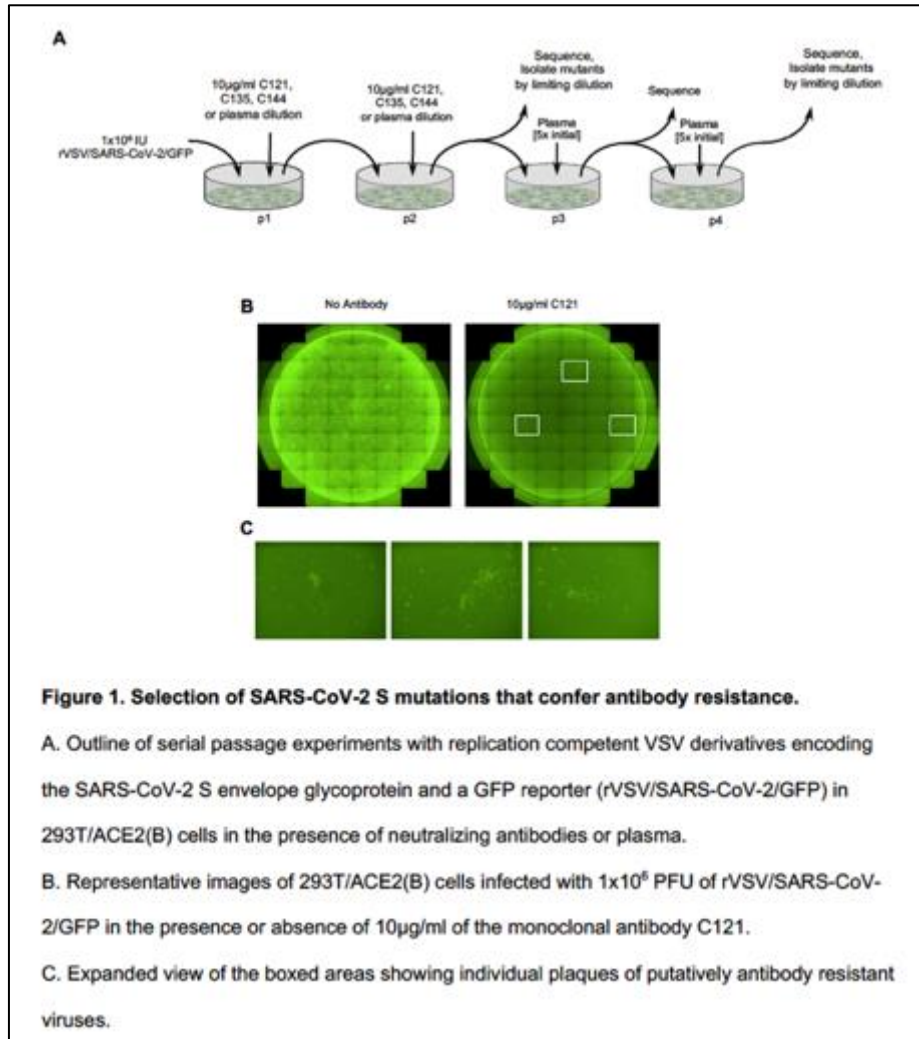 A
10µg/ml C121,
C135, C144
or plasma dilution
10µg/ml C121,
C135, C144
or plasma dilution
Sequence,
Isolate mutants
by limiting dilution
Plasma
[5x initial]
Sequence
Plasma
[5x initial]
Sequence,
Isolate mutants
by limiting dilution
1x10⁶ IU
rVSV/SARS-CoV-2/GFP
p1
p2
p3
p4
B
No Antibody
10µg/ml C121
C
Figure 1. Selection of SARS-CoV-2 S mutations that confer antibody resistance.
A. Outline of serial passage experiments with replication competent VSV derivatives encoding
the SARS-CoV-2 S envelope glycoprotein and a GFP reporter (rVSV/SARS-CoV-2/GFP) in
293T/ACE2(B) cells in the presence of neutralizing antibodies or plasma.
B. Representative images of 293T/ACE2(B) cells infected with 1x10⁶ PFU of rVSV/SARS-CoV-
2/GFP in the presence or absence of 10µg/ml of the monoclonal antibody C121.
C. Expanded view of the boxed areas showing individual plaques of putatively antibody resistant
viruses.